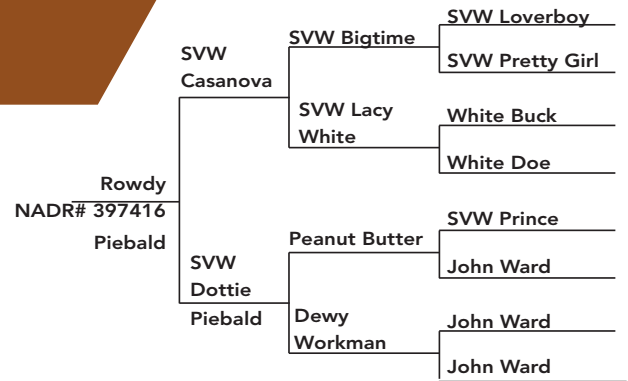 SVW Loverboy
SVW Bigtime
SVW
Casanova
SVW Pretty Girl
SVW Lacy
White
White Buck
White Doe
Rowdy
NADR# 397416
Piebald
SVW Prince
Peanut Butter
SVW
Dottie
Piebald
John Ward
Dewy
Workman
John Ward
John Ward